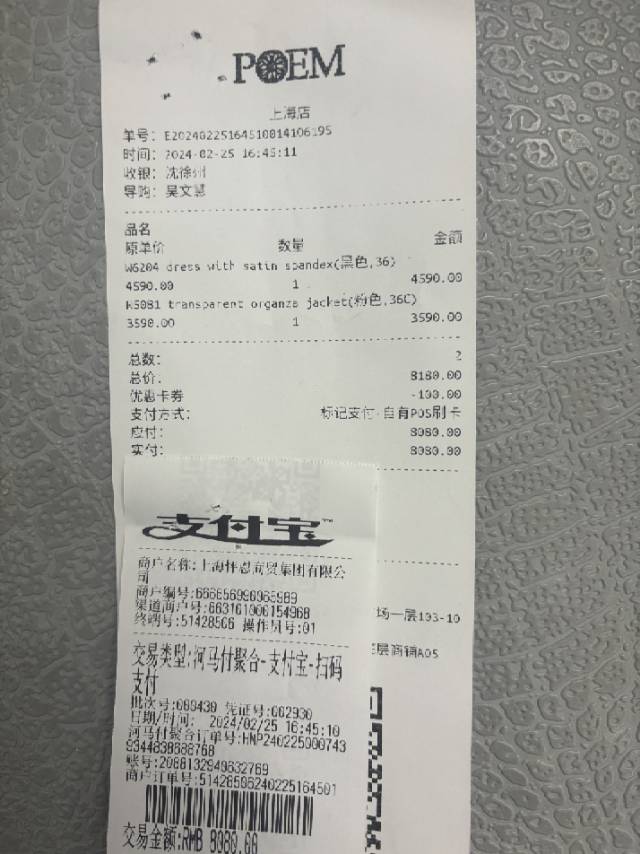 POEM
上海店
单号: E20240225164510814106195
时间: 2024-02-25 16:45:11
收银: 沈徐州
导购: 吴文慧
品名
原单价 数量 金额
W6204 dress with satin spandex(黑色,36)
4590.00 1 4590.00
K5081 transparent organza jacket(粉色,36C)
3590.00 1 3590.00
总数: 2
总价: 8180.00
优惠卡券 -100.00
支付方式: 标记支付-自有POS刷卡
应付: 8080.00
实付: 8080.00
支付宝™
商户名称:上海怀忍商贸集团有限公
司
商户编号:
渠道商户号:663161006154968
终端号:51428506 操作员号:01
场一层103-10
层商铺A05
交易类型:河马付聚合-支付宝-扫码
支付
批次号:080430 凭证号:002930
日期/时间: 2024/02/25 16:45:10
河马付聚合订单号:HMP240225000743
9344838688768
账号:2088132940632769
商户订单号:51428506240225164501
交易金额:RMB 8080.00